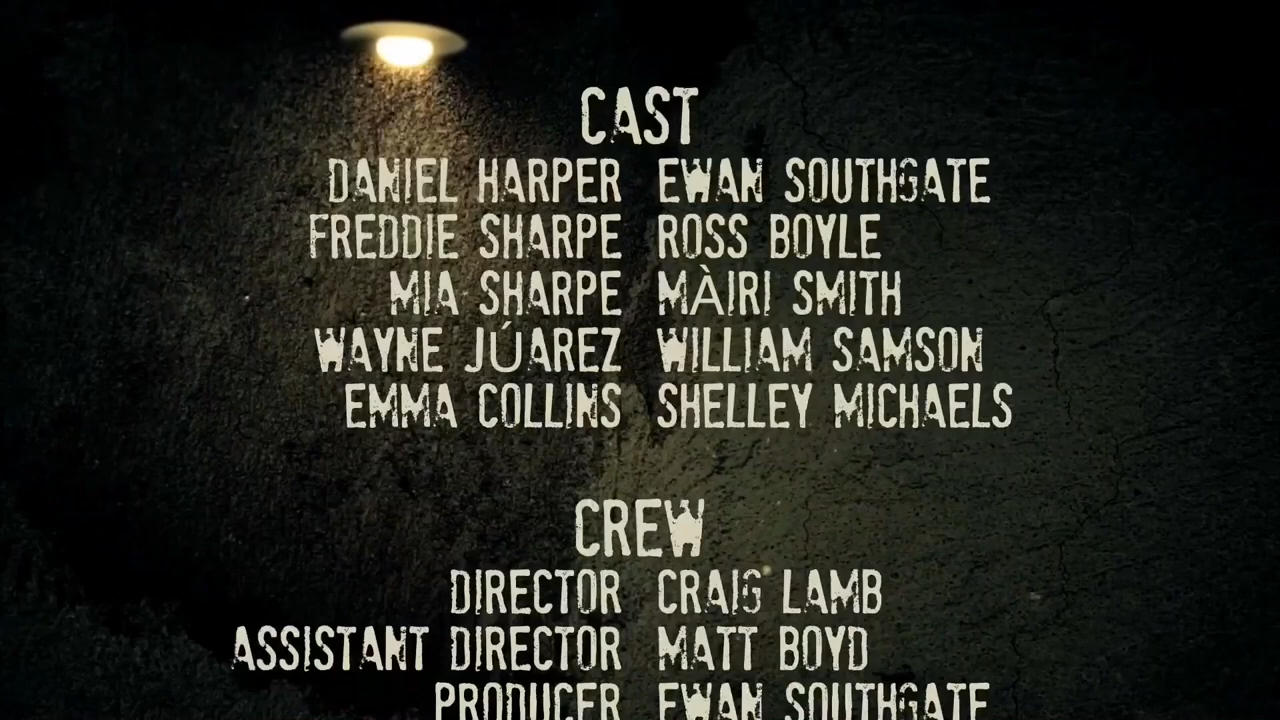 CAST
DANIEL HARPER EWAN SOUTHGATE
FREDDIE SHARPE ROSS BOYLE
MIA SHARPE MÀIRI SMITH
WAYNE JÚAREZ WILLIAM SAMSON
EMMA COLLINS SHELLEY MICHAELS
CREW
DIRECTOR CRAIG LAMB
ASSISTANT DIRECTOR MATT BOYD
PRODUCER EWAN SOUTHGATE